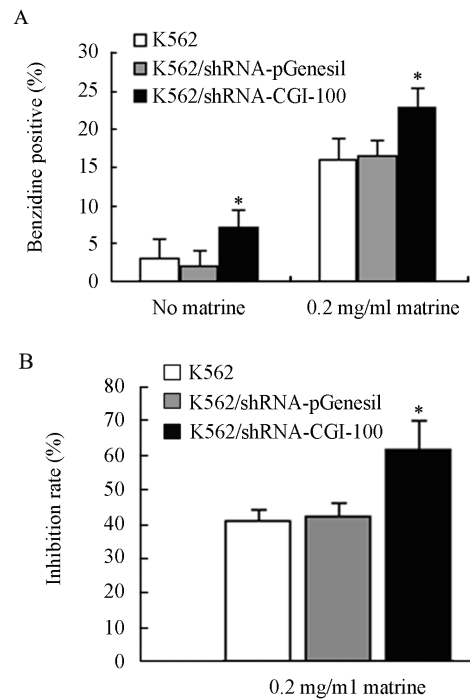 A
K562
K562/shRNA-pGenesil
K562/shRNA-CGI-100
Benzidine positive (%)
30
25
20
15
10
5
0
*
*
No matrine
0.2 mg/ml matrine
B
K562
K562/shRNA-pGenesil
K562/shRNA-CGI-100
Inhibition rate (%)
80
70
60
50
40
30
20
10
0
*
0.2 mg/m1 matrine